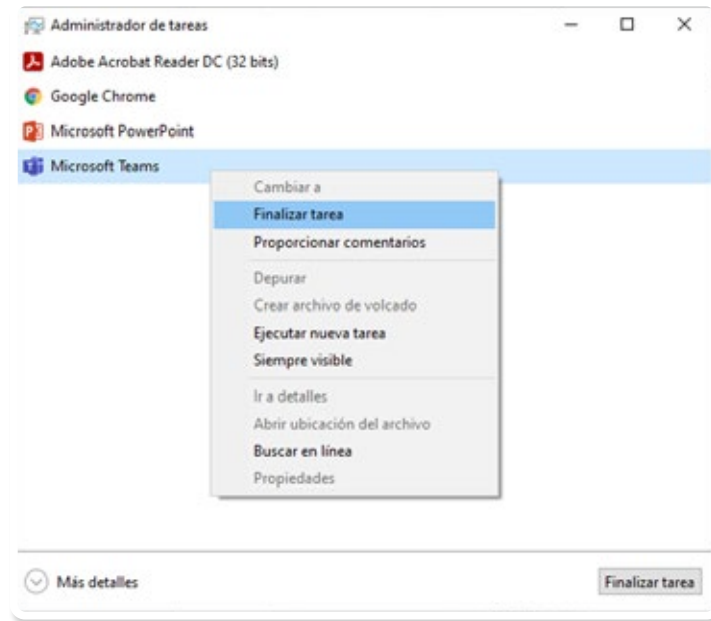 Administrador de tareas
Adobe Acrobat Reader DC (32 bits)
Google Chrome
Microsoft PowerPoint
Microsoft Teams
Cambiar a
Finalizar tarea
Proporcionar comentarios
Depurar
Crear archivo de volcado
Ejecutar nueva tarea
Siempre visible
Ir a detalles
Abrir ubicación del archivo
Buscar en línea
Propiedades
Más detalles
Finalizar tarea